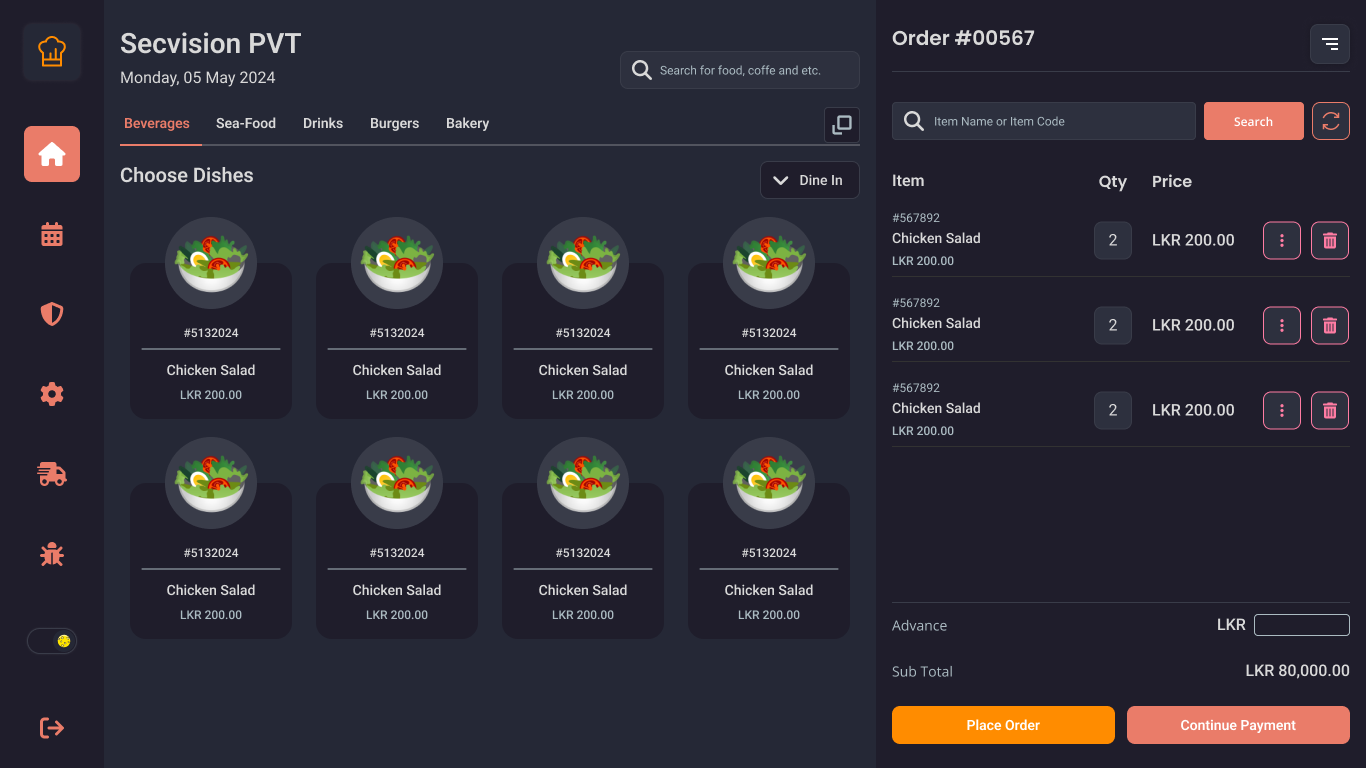 Secvision PVT
Monday, 05 May 2024
Search for food, coffe and etc.
Beverages Sea-Food Drinks Burgers Bakery
Choose Dishes
Dine In
#5132024 #5132024 #5132024 #5132024
Chicken Salad Chicken Salad Chicken Salad Chicken Salad
LKR 200.00 LKR 200.00 LKR 200.00 LKR 200.00
#5132024 #5132024 #5132024 #5132024
Chicken Salad Chicken Salad Chicken Salad Chicken Salad
LKR 200.00 LKR 200.00 LKR 200.00 LKR 200.00
Order #00567
Item Name or Item Code Search
Item Qty Price
#567892
Chicken Salad 2 LKR 200.00
LKR 200.00
#567892
Chicken Salad 2 LKR 200.00
LKR 200.00
#567892
Chicken Salad 2 LKR 200.00
LKR 200.00
Advance LKR
Sub Total LKR 80,000.00
Place Order Continue Payment